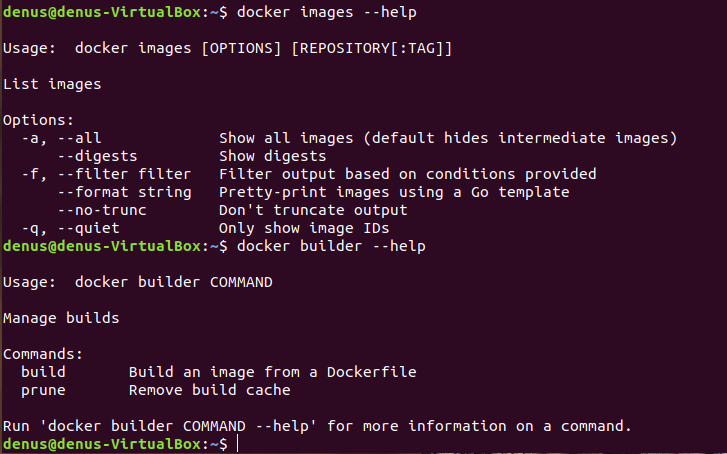 denus@denus-VirtualBox:~$ docker images --help
Usage:  docker images [OPTIONS] [REPOSITORY[:TAG]]
List images
Options:
  -a, --all             Show all images (default hides intermediate images)
      --digests         Show digests
  -f, --filter filter   Filter output based on conditions provided
      --format string   Pretty-print images using a Go template
      --no-trunc        Don't truncate output
  -q, --quiet           Only show image IDs
denus@denus-VirtualBox:~$ docker builder --help
Usage:  docker builder COMMAND
Manage builds
Commands:
  build       Build an image from a Dockerfile
  prune       Remove build cache
Run 'docker builder COMMAND --help' for more information on a command.
denus@denus-VirtualBox:~$